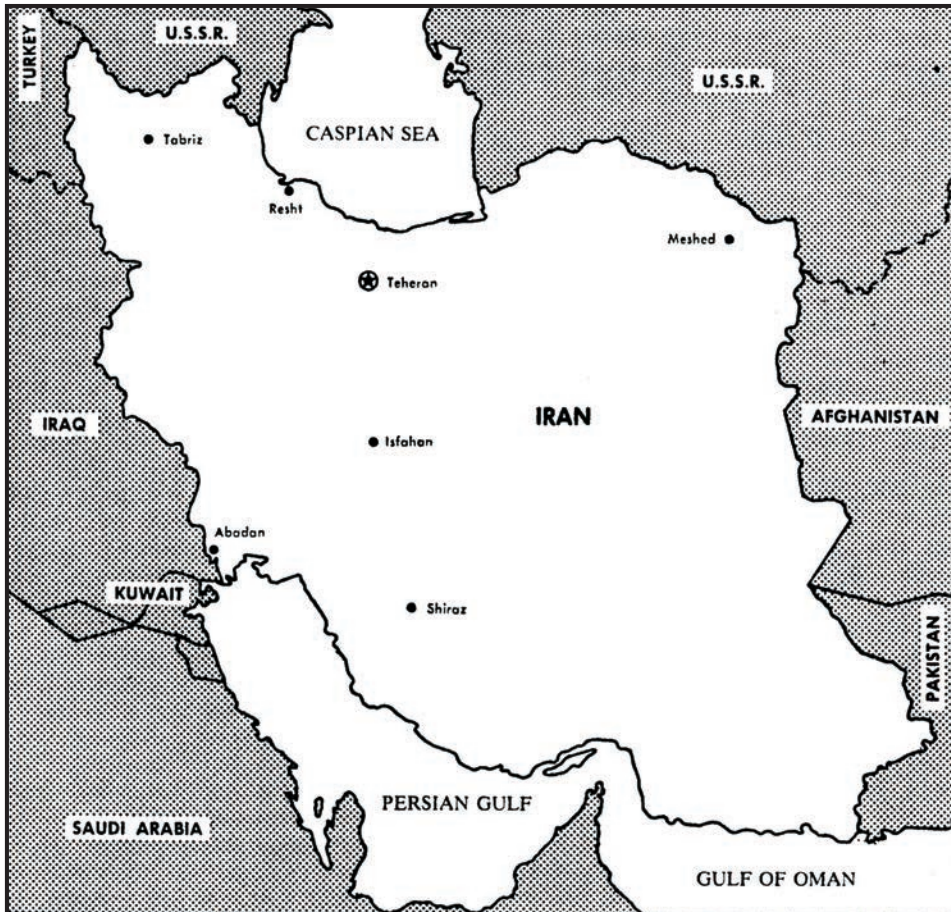 TURKEY
U.S.S.R.
U.S.S.R.
CASPIAN SEA
Tabriz
Resht
Meshed
Teheran
IRAN
IRAQ
AFGHANISTAN
Isfahan
Abadan
KUWAIT
Shiraz
PAKISTAN
PERSIAN GULF
SAUDI ARABIA
GULF OF OMAN